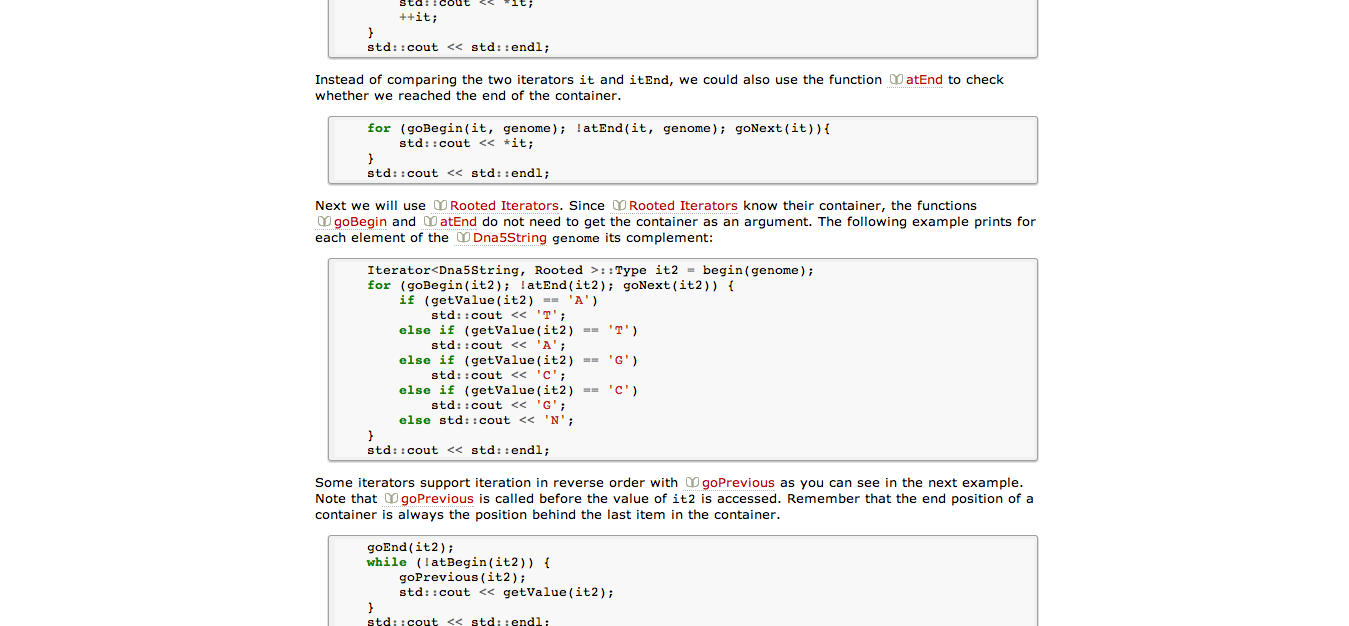 std::cout << *it;
++it;
}
std::cout << std::endl;
Instead of comparing the two iterators it and itEnd, we could also use the function atEnd to check
whether we reached the end of the container.
for (goBegin(it, genome); !atEnd(it, genome); goNext(it)){
std::cout << *it;
}
std::cout << std::endl;
Next we will use Rooted Iterators. Since Rooted Iterators know their container, the functions
goBegin and atEnd do not need to get the container as an argument. The following example prints for
each element of the Dna5String genome its complement:
Iterator<Dna5String, Rooted >::Type it2 = begin(genome);
for (goBegin(it2); !atEnd(it2); goNext(it2)) {
if (getValue(it2) == 'A')
std::cout << 'T';
else if (getValue(it2) == 'T')
std::cout << 'A';
else if (getValue(it2) == 'G')
std::cout << 'C';
else if (getValue(it2) == 'C')
std::cout << 'G';
else std::cout << 'N';
}
std::cout << std::endl;
Some iterators support iteration in reverse order with goPrevious as you can see in the next example.
Note that goPrevious is called before the value of it2 is accessed. Remember that the end position of a
container is always the position behind the last item in the container.
goEnd(it2);
while (!atBegin(it2)) {
goPrevious(it2);
std::cout << getValue(it2);
}
std::cout << std::endl;